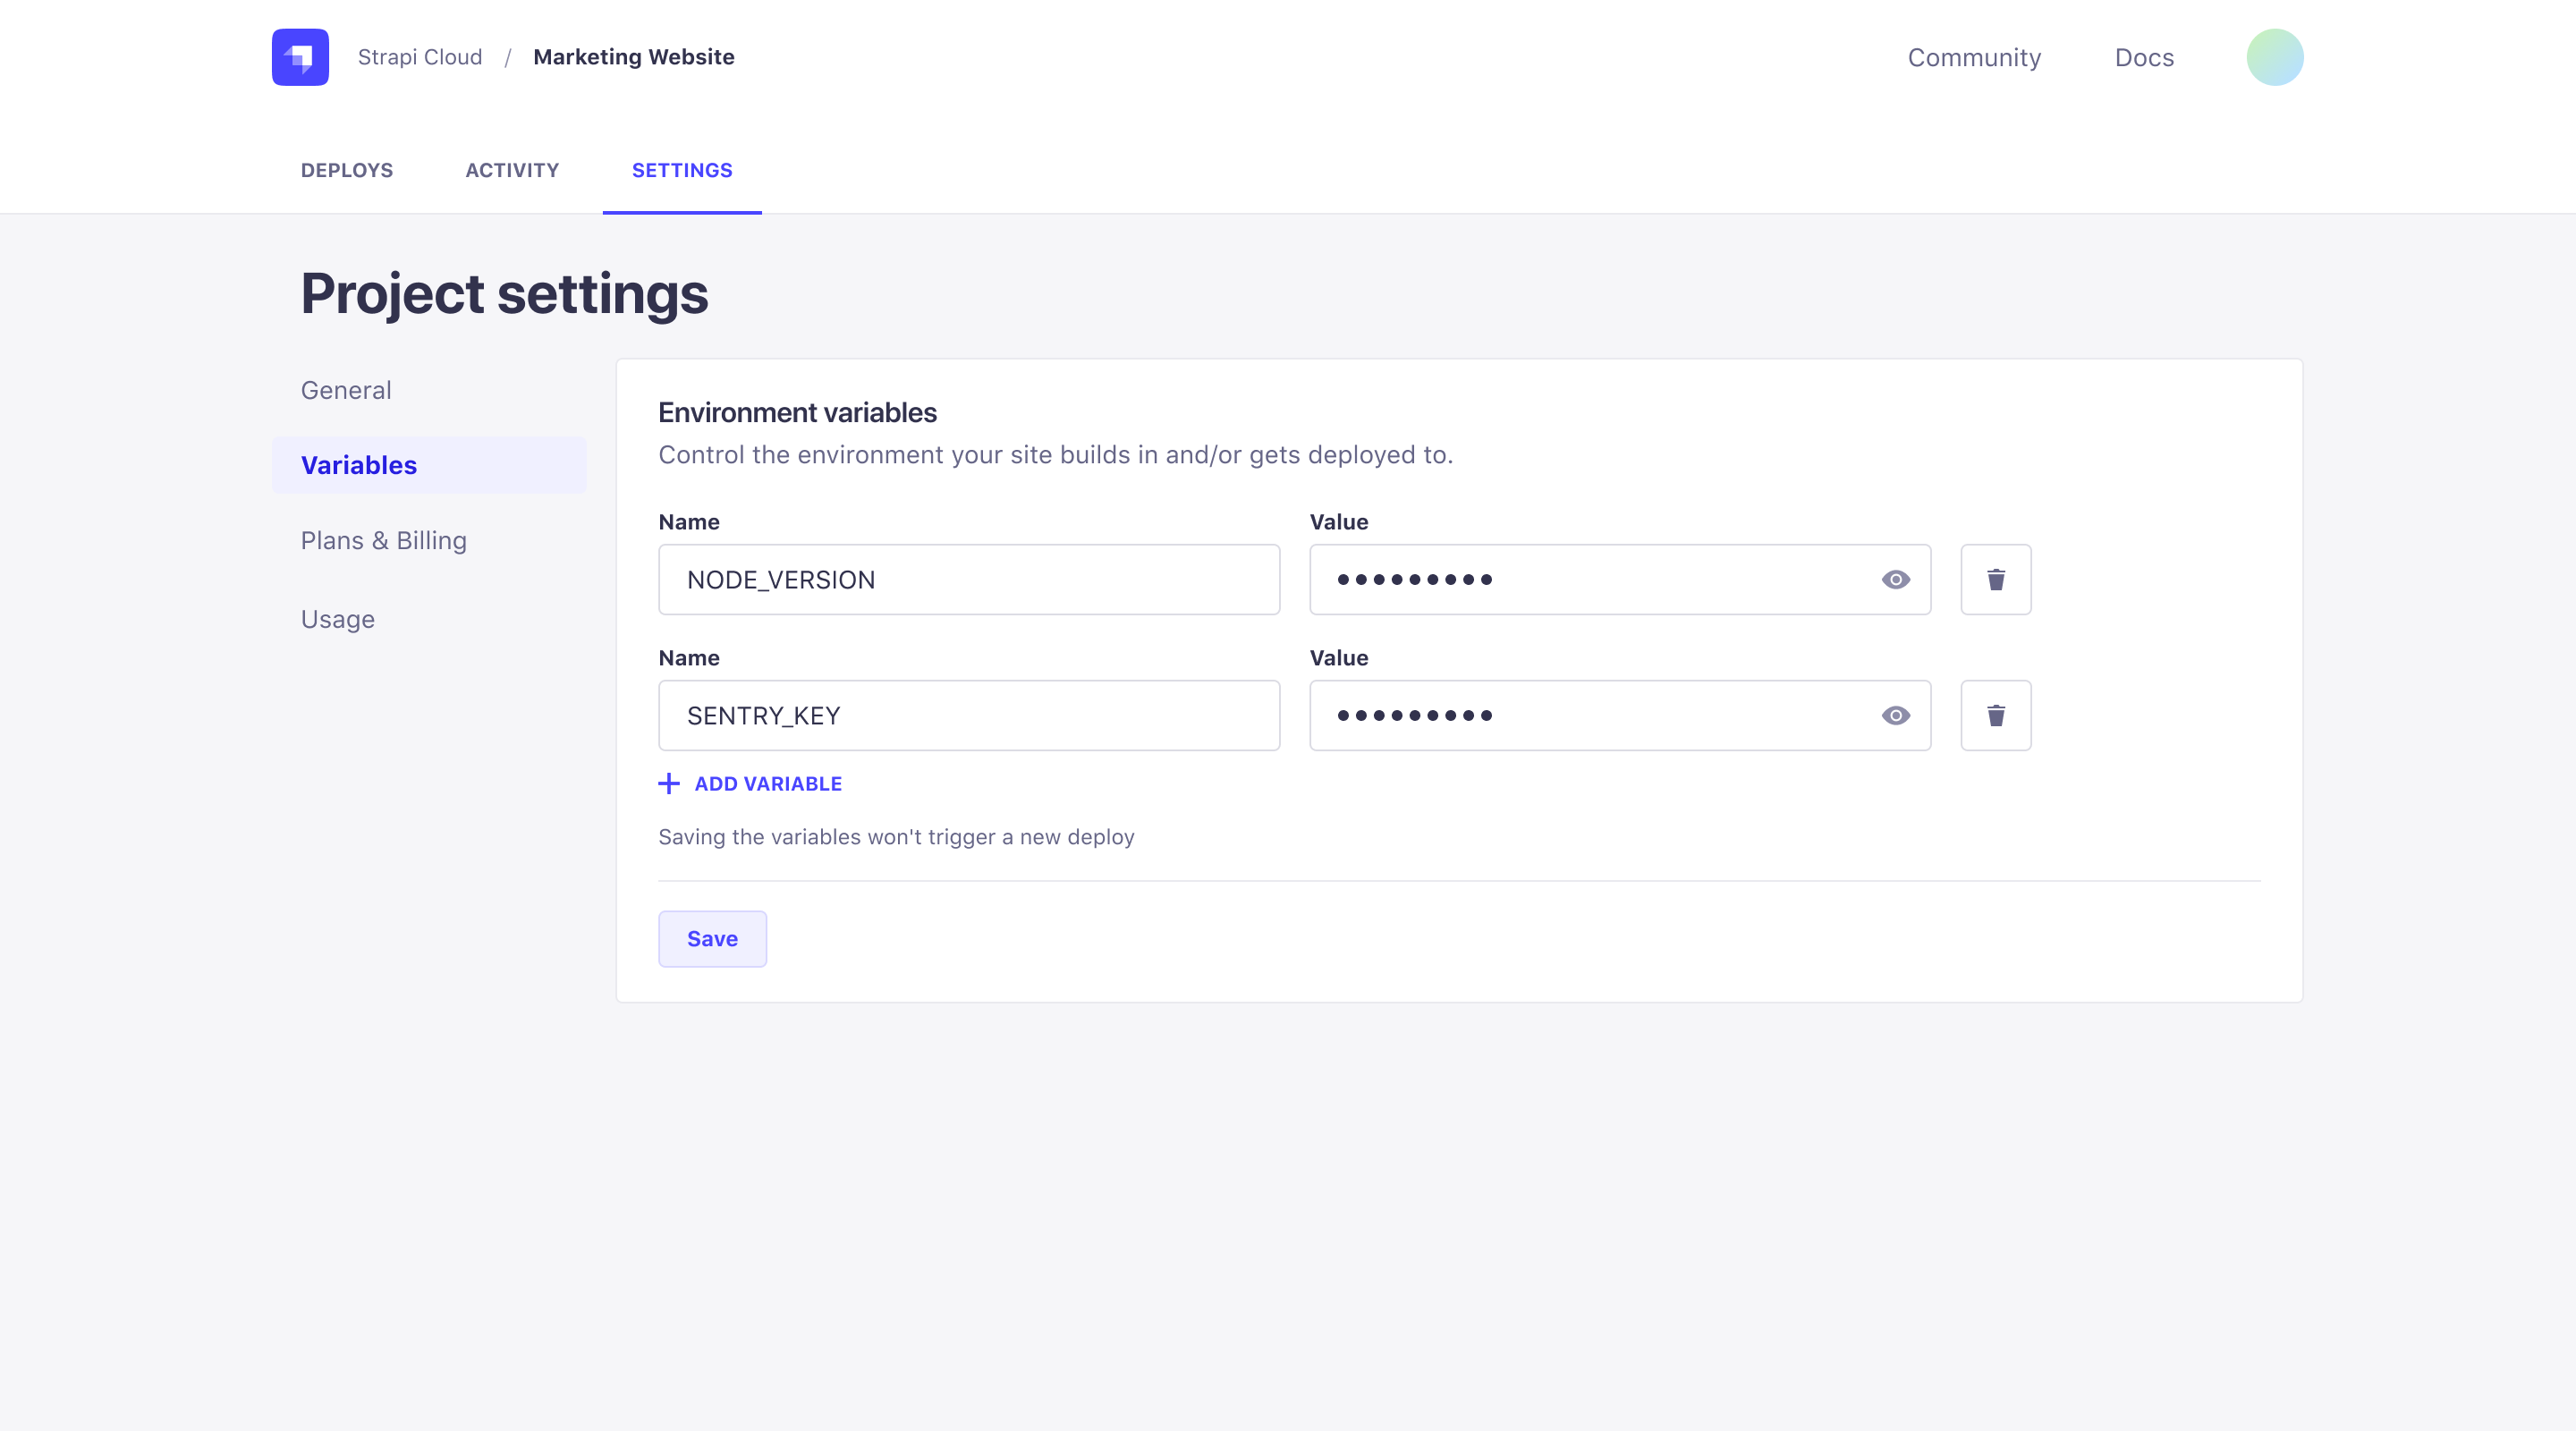 Strapi Cloud / Marketing Website
Community
Docs
DEPLOYS
ACTIVITY
SETTINGS
Project settings
General
Variables
Plans & Billing
Usage
Environment variables
Control the environment your site builds in and/or gets deployed to.
Name
Value
NODE_VERSION
•••••••••
Name
Value
SENTRY_KEY
•••••••••
ADD VARIABLE
Saving the variables won't trigger a new deploy
Save